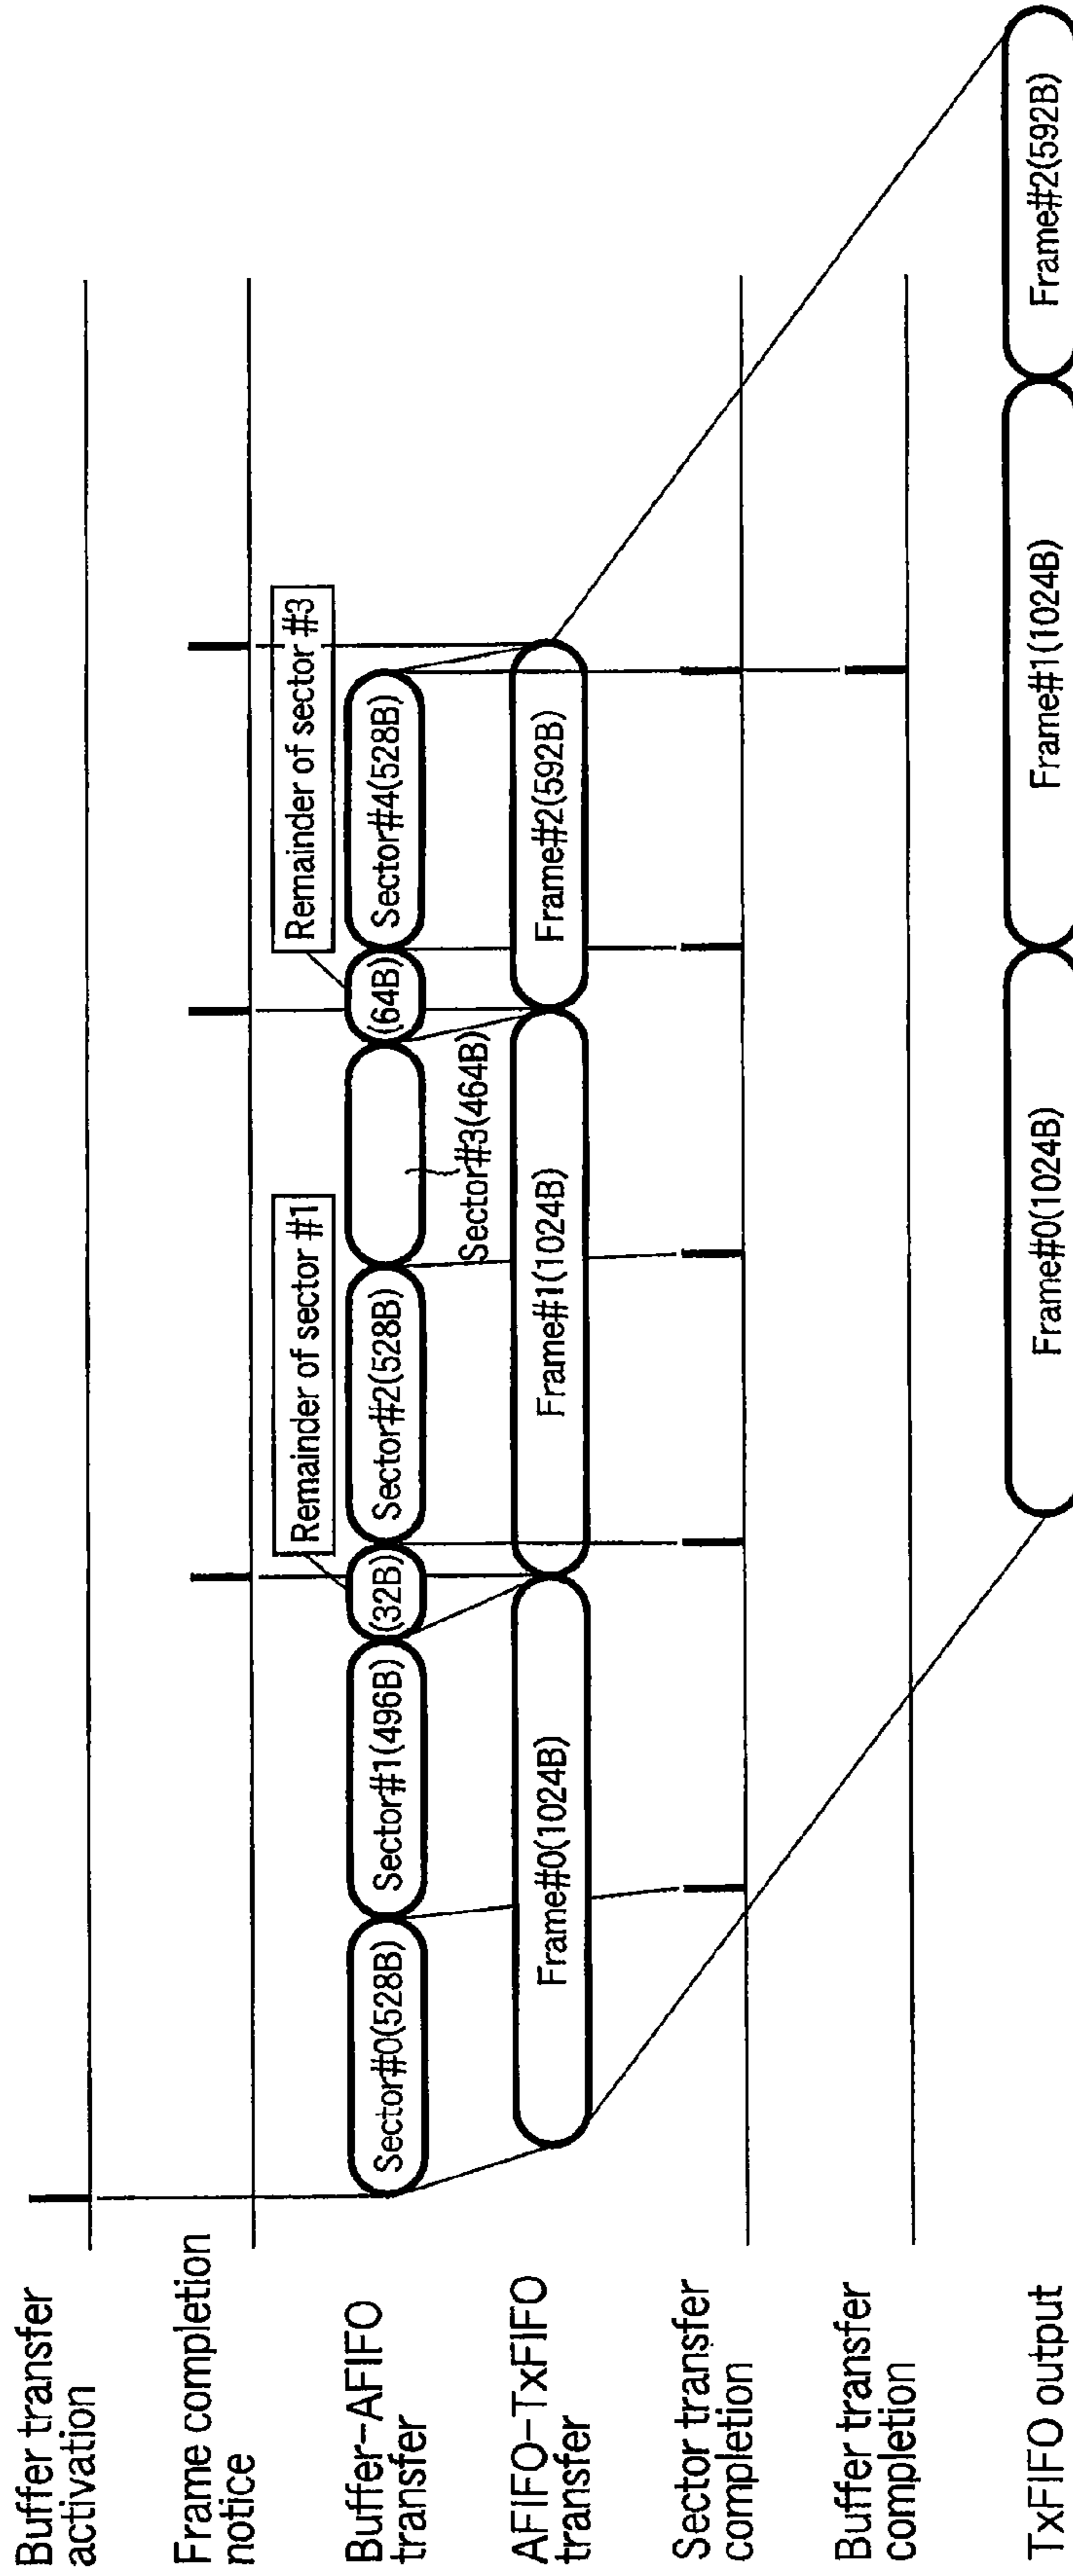 Buffer transfer
activation
Frame completion
notice
Remainder of sector #1
Remainder of sector #3
Buffer-AFIFO
transfer
Sector#0(528B)
Sector#1(496B)
(32B)
Sector#2(528B)
(64B)
Sector#4(528B)
Sector#3(464B)
AFIFO-TxFIFO
transfer
Frame#0(1024B)
Frame#1(1024B)
Frame#2(592B)
Sector transfer
completion
Buffer transfer
completion
TxFIFO output
Frame#0(1024B)
Frame#1(1024B)
Frame#2(592B)